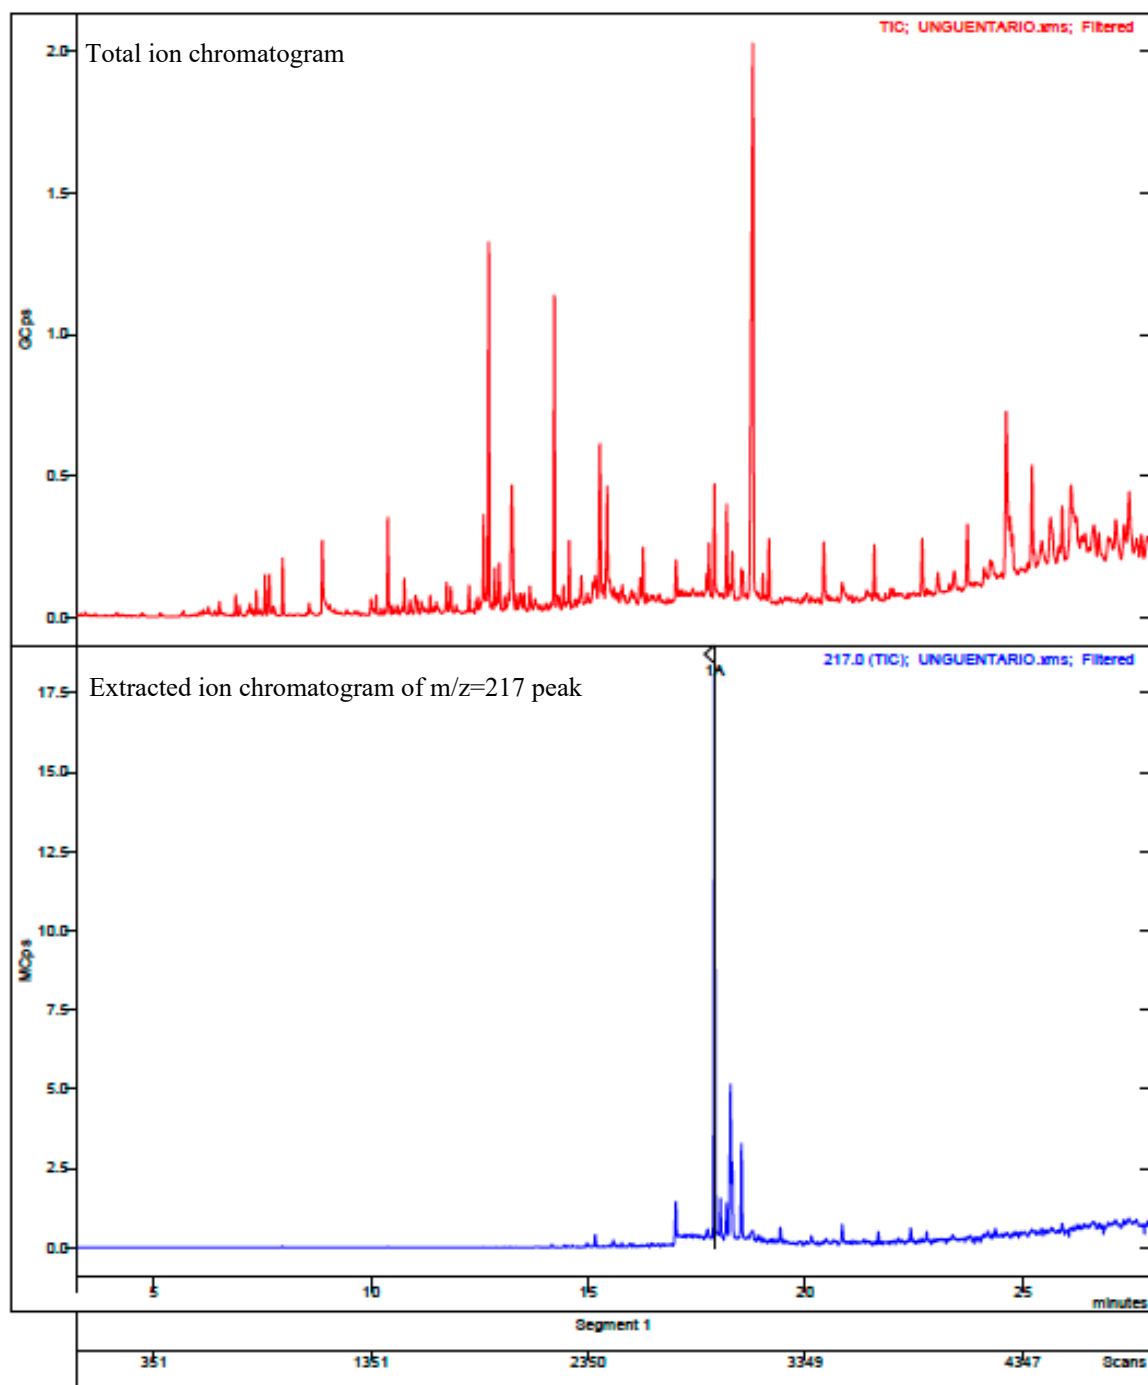 TIC; UNGUENTARIO.xms; Filtered
Total ion chromatogram
2.0
1.5
1.0
0.5
0.0
GCps
217.0 (TIC); UNGUENTARIO.xms; Filtered
1A
Extracted ion chromatogram of m/z=217 peak
17.5
15.0
12.5
10.0
7.5
5.0
2.5
0.0
MCps
5 10 15 20 25
minutes
Segment 1
351 1351 2350 3349 4347 Scans